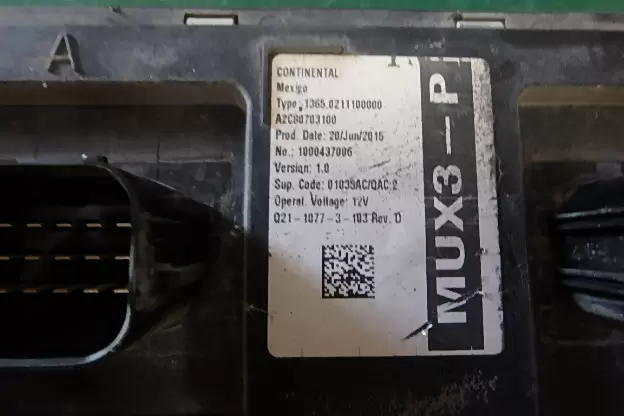 A
CONTINENTAL
Mexigo
Type. 1365.0211100000
A2C80703100
Prod. Date: 20/Jun/2015
No.: 1000437006
Version: 1.0
Sup. Code: 01035AC/QAC 2
Operat. Voltage: 12V
Q21-1077-3-103 Rev. D
MUX3-P